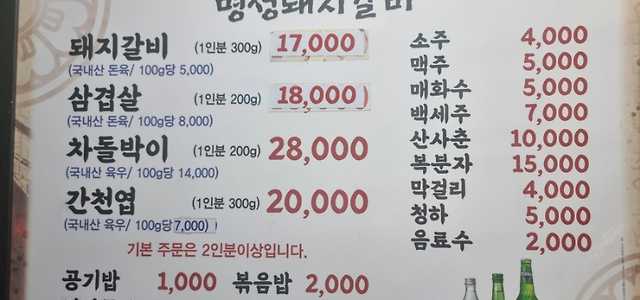 명성돼지갈비
돼지갈비 (1인분 300g) 17,000
(국내산 돈육/ 100g당 5,000)
삼겹살 (1인분 200g) 18,000
(국내산 돈육/ 100g당 8,000)
차돌박이 (1인분 200g) 28,000
(국내산 육우/ 100g당 14,000)
간천엽 (1인분 300g) 20,000
(국내산 육우/ 100g당 7,000)
기본 주문은 2인분이상입니다.
공기밥 1,000 볶음밥 2,000
소주 4,000
맥주 5,000
매화수 5,000
백세주 7,000
산사춘 10,000
복분자 15,000
막걸리 4,000
청하 5,000
음료수 2,000